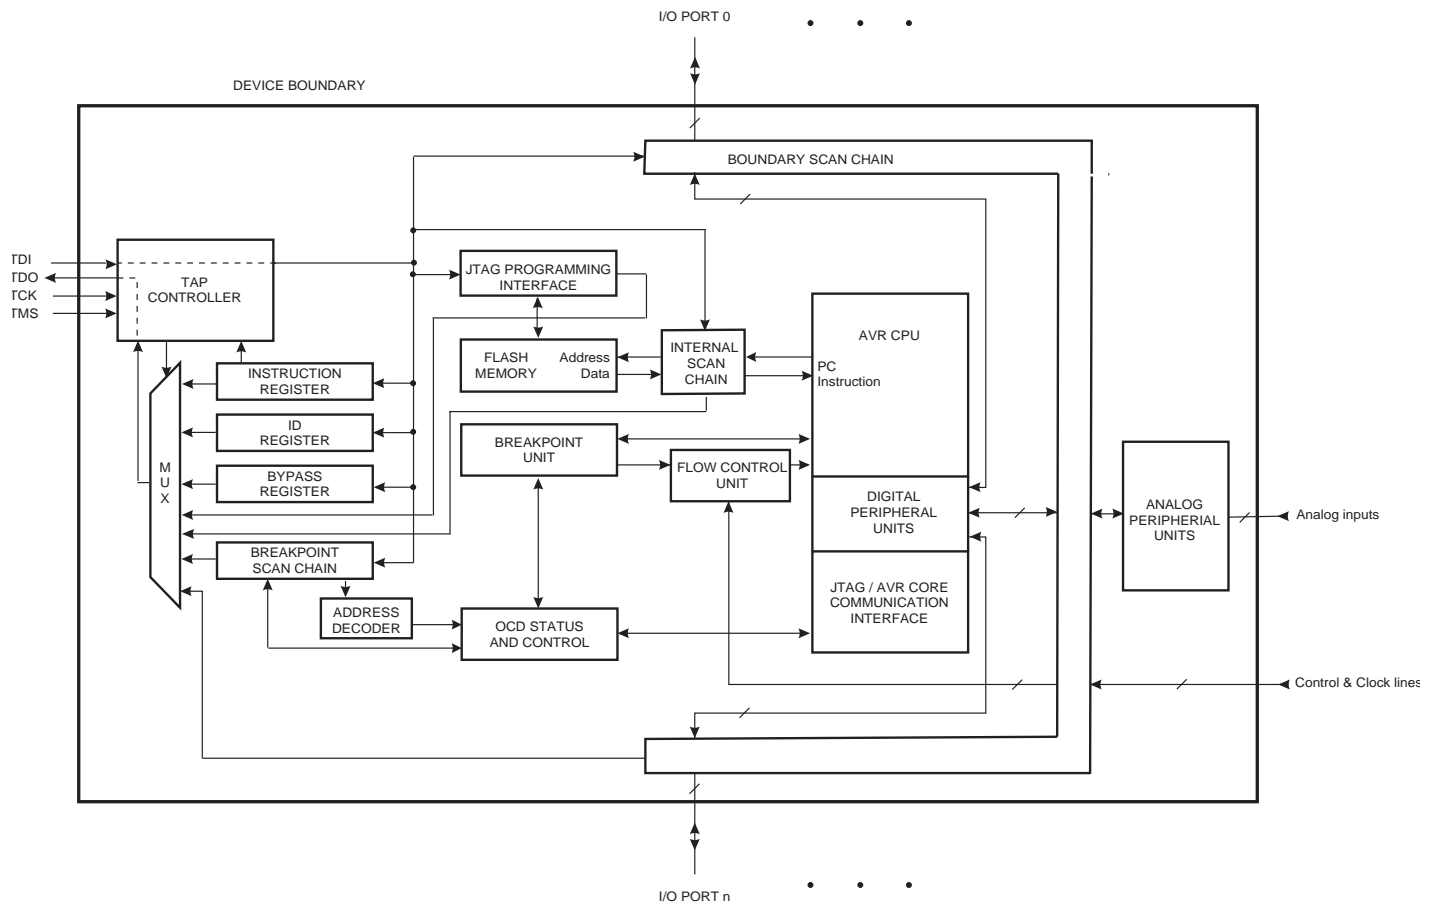 I/O PORT 0
DEVICE BOUNDARY
BOUNDARY SCAN CHAIN
TDI
TDO
TCK
TMS
TAP
CONTROLLER
JTAG PROGRAMMING
INTERFACE
AVR CPU
FLASH
MEMORY
Address
Data
INTERNAL
SCAN
CHAIN
PC
Instruction
INSTRUCTION
REGISTER
ID
REGISTER
M
U
X
BYPASS
REGISTER
BREAKPOINT
UNIT
FLOW CONTROL
UNIT
DIGITAL
PERIPHERAL
UNITS
ANALOG
PERIPHERIAL
UNITS
Analog inputs
BREAKPOINT
SCAN CHAIN
ADDRESS
DECODER
OCD STATUS
AND CONTROL
JTAG / AVR CORE
COMMUNICATION
INTERFACE
Control & Clock lines
I/O PORT n